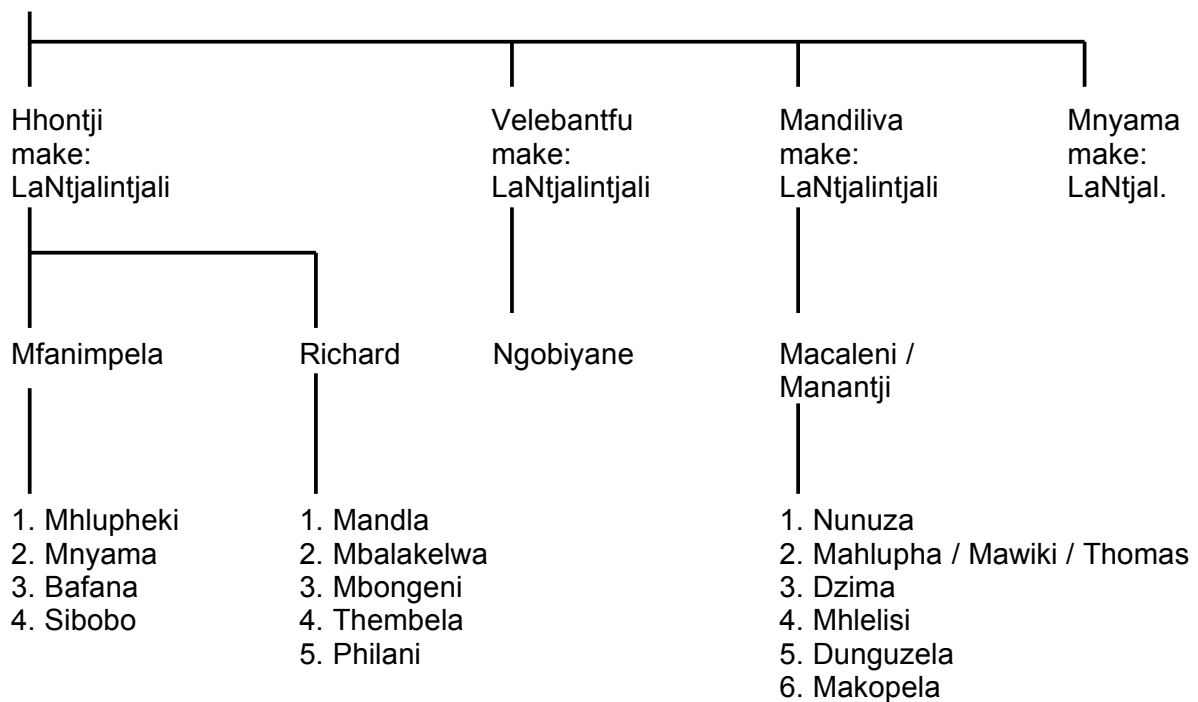 Hhontji
make:
LaNtjalintjali
Velebantfu
make:
LaNtjalintjali
Mandiliva
make:
LaNtjalintjali
Mnyama
make:
LaNtjal.
Mfanimpela
Richard
Ngobiyane
Macaleni /
Manantji
1. Mhlupheki
2. Mnyama
3. Bafana
4. Sibobo
1. Mandla
2. Mbalakelwa
3. Mbongeni
4. Thembela
5. Philani
1. Nunuza
2. Mahlupha / Mawiki / Thomas
3. Dzima
4. Mhlelisi
5. Dunguzela
6. Makopela